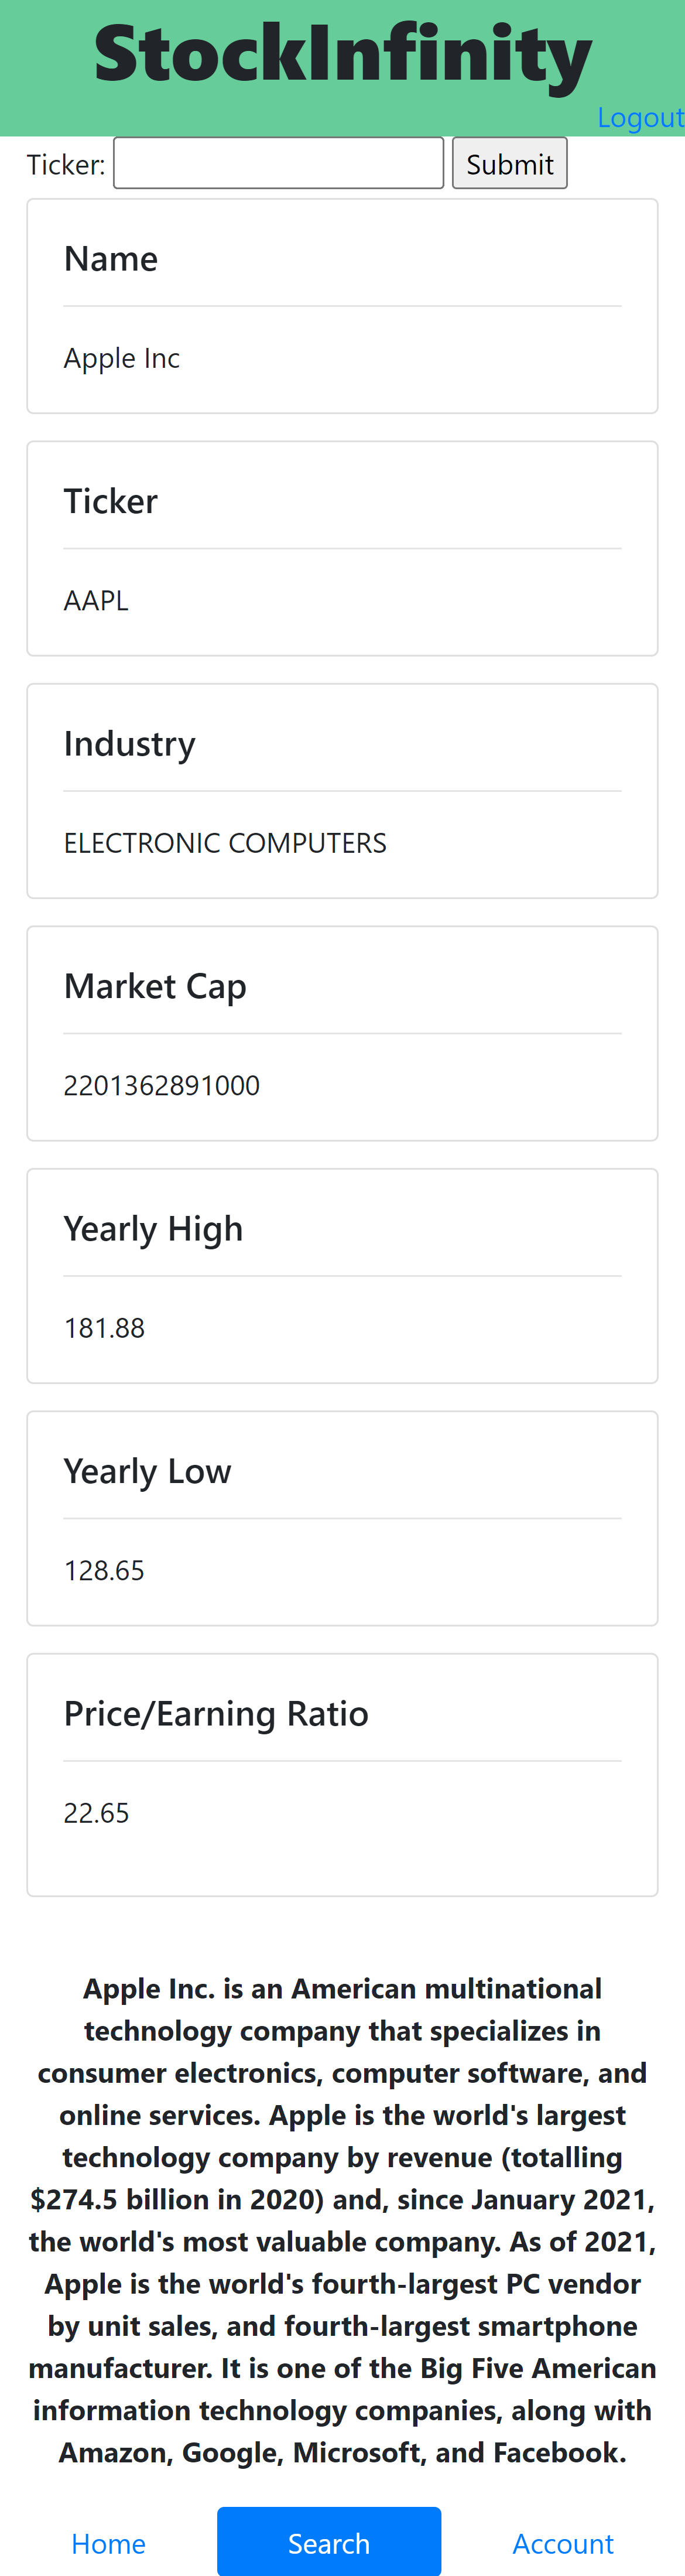 StockInfinity
Logout
Ticker: Submit
Name
Apple Inc
Ticker
AAPL
Industry
ELECTRONIC COMPUTERS
Market Cap
2201362891000
Yearly High
181.88
Yearly Low
128.65
Price/Earning Ratio
22.65
Apple Inc. is an American multinational
technology company that specializes in
consumer electronics, computer software, and
online services. Apple is the world's largest
technology company by revenue (totalling
$274.5 billion in 2020) and, since January 2021,
the world's most valuable company. As of 2021,
Apple is the world's fourth-largest PC vendor
by unit sales, and fourth-largest smartphone
manufacturer. It is one of the Big Five American
information technology companies, along with
Amazon, Google, Microsoft, and Facebook.
Home Search Account